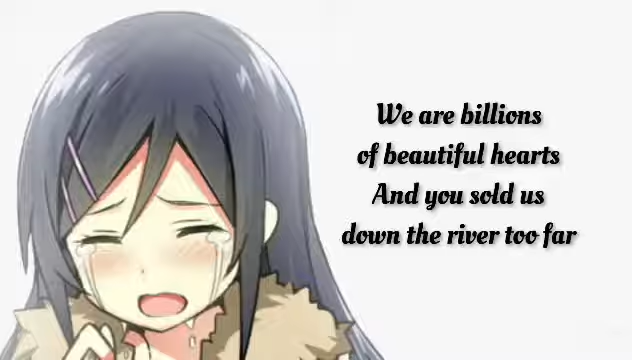 We are billions
of beautiful hearts
And you sold us
down the river too far